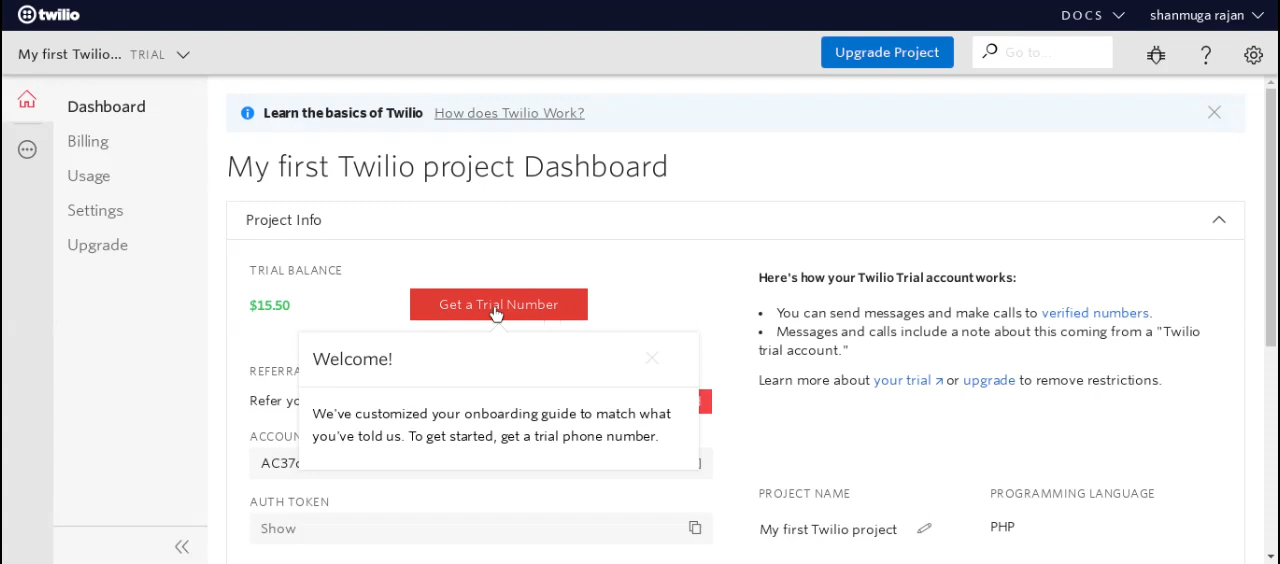 twilio
DOCS
shanmuga rajan
My first Twilio... TRIAL
Upgrade Project
Go to...
Dashboard
Billing
Usage
Settings
Upgrade
Learn the basics of Twilio How does Twilio Work?
My first Twilio project Dashboard
Project Info
TRIAL BALANCE
$15.50
Get a Trial Number
Welcome!
We've customized your onboarding guide to match what
you've told us. To get started, get a trial phone number.
Refer
AUTH TOKEN
Show
Here's how your Twilio Trial account works:
• You can send messages and make calls to verified numbers.
• Messages and calls include a note about this coming from a "Twilio
trial account."
Learn more about your trial ↗ or upgrade to remove restrictions.
PROJECT NAME
My first Twilio project
PROGRAMMING LANGUAGE
PHP